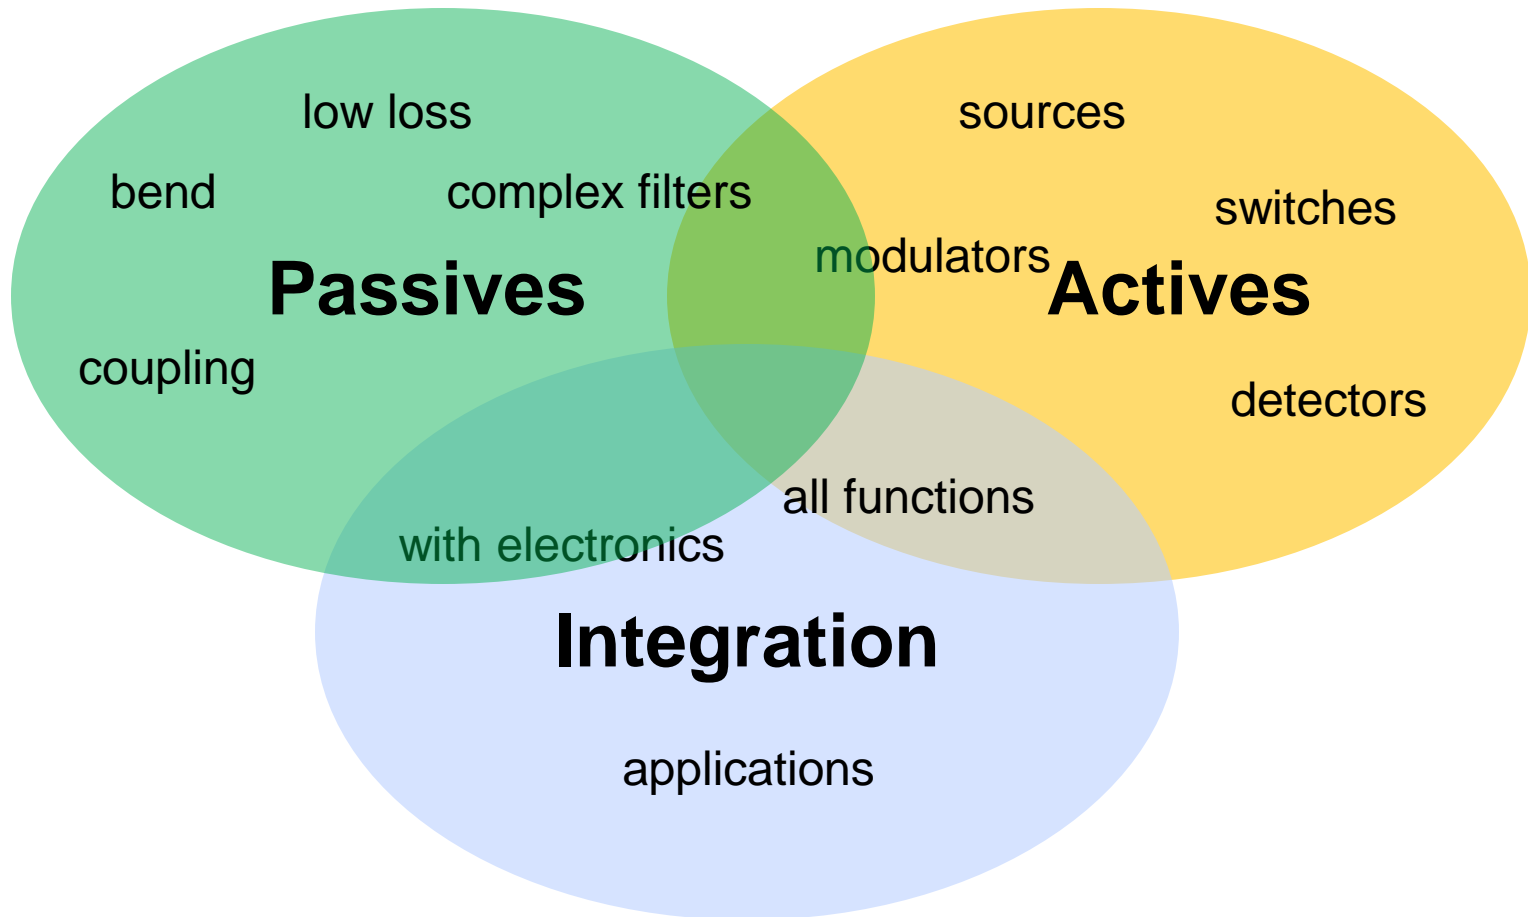 low loss
sources
bend
complex filters
switches
modulators
Passives
Actives
coupling
detectors
all functions
with electronics
Integration
applications